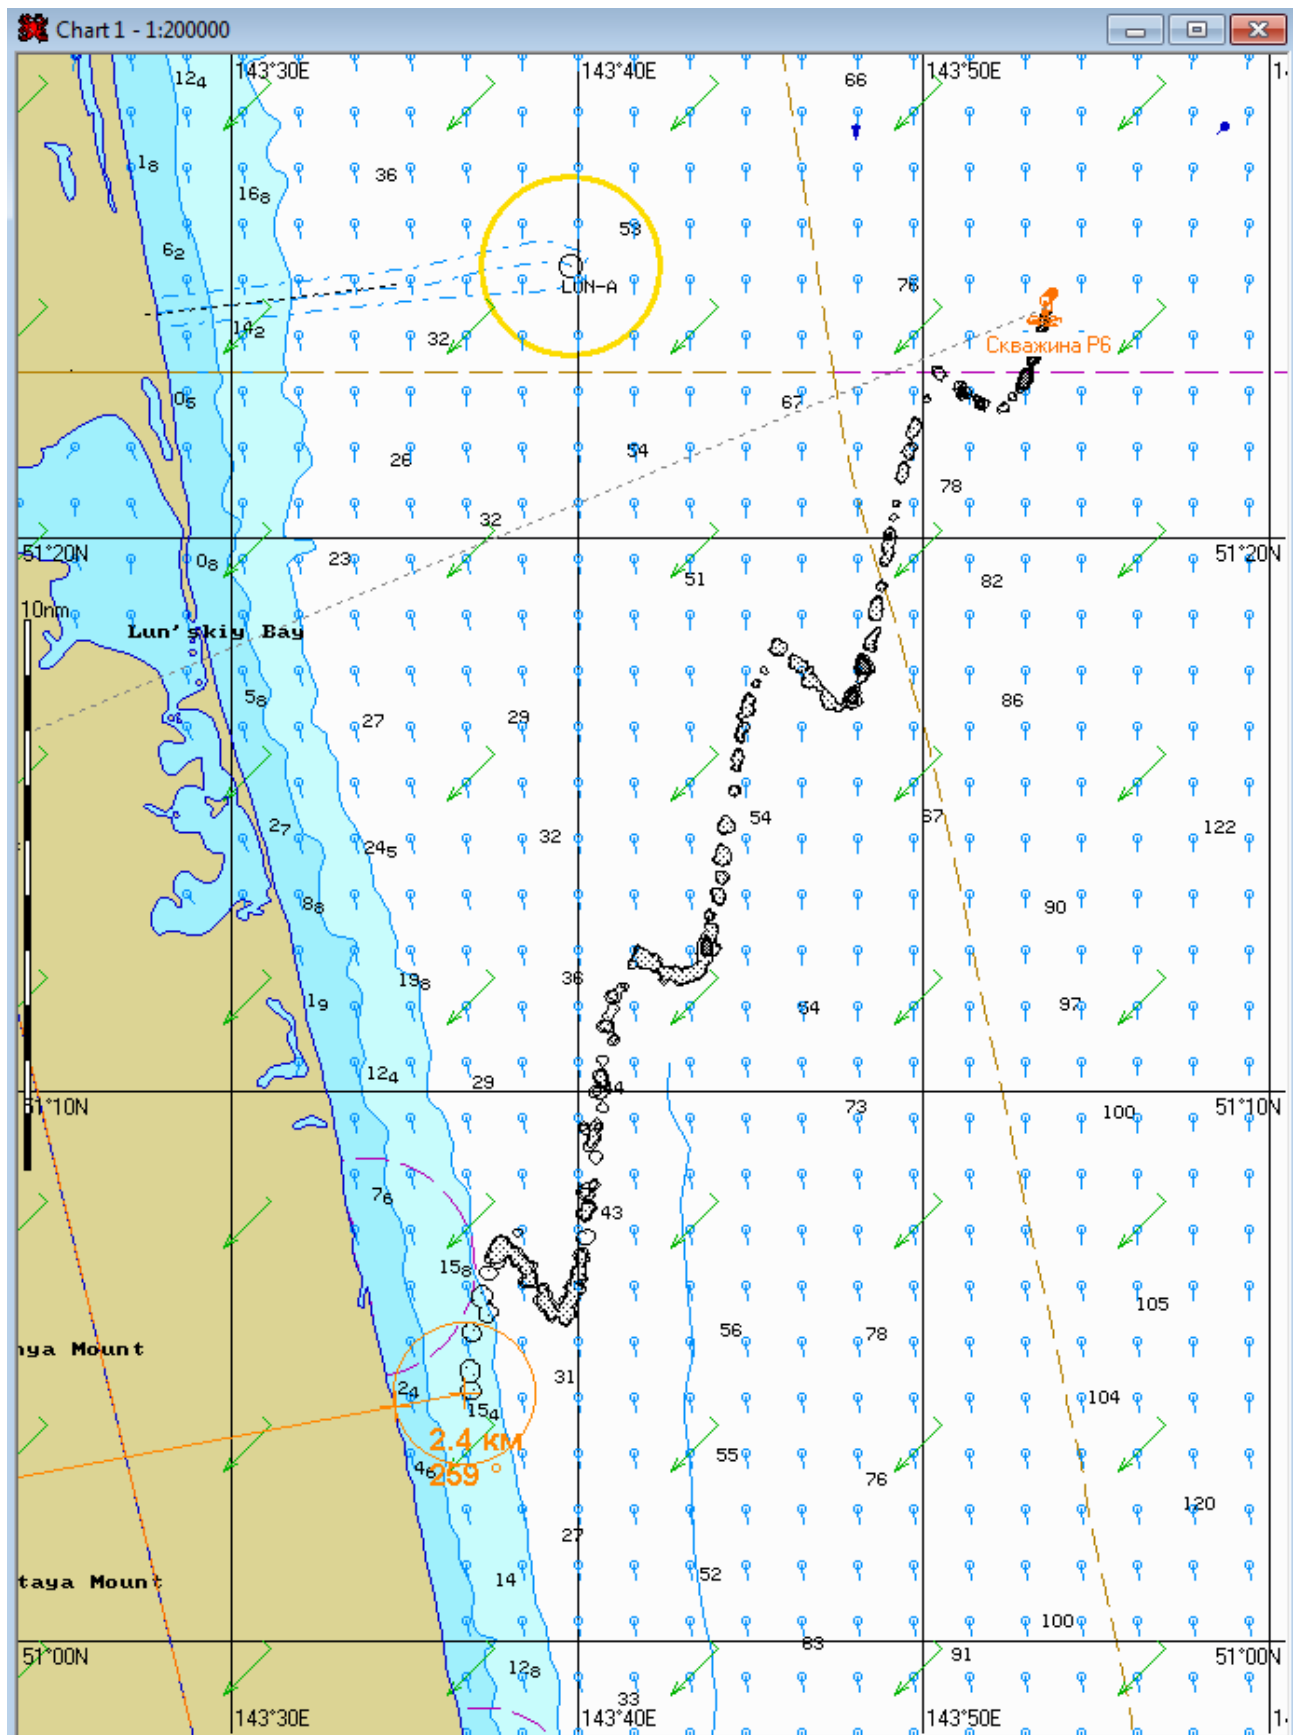 Chart 1 - 1:200000
143°30E 143°40E 143°50E 1
12₄ 66
1₈ 36
16₈
6₂ 53
LUN-A 76
14₂ 32 Скважина Р6
0₅ 67
26 54
78
32
51°20N 0₈ 23 51°20N
51 82
10nm
Lun'skiy Bay
5₈ 27 29 86
54 67
2₇ 24₅ 32 122
8₈ 90
19₈ 36
1₉ 54 97
12₄ 29 44
51°10N 73 100 51°10N
7₆ 43
15₈
56 78 105
nya Mount
2₄ 31 104
15₄
2.4 км
4₆ 259 ° 55 76
120
27
taya Mount 14 52
100
51°00N 83 91 51°00N
12₈
33
143°30E 143°40E 143°50E 1